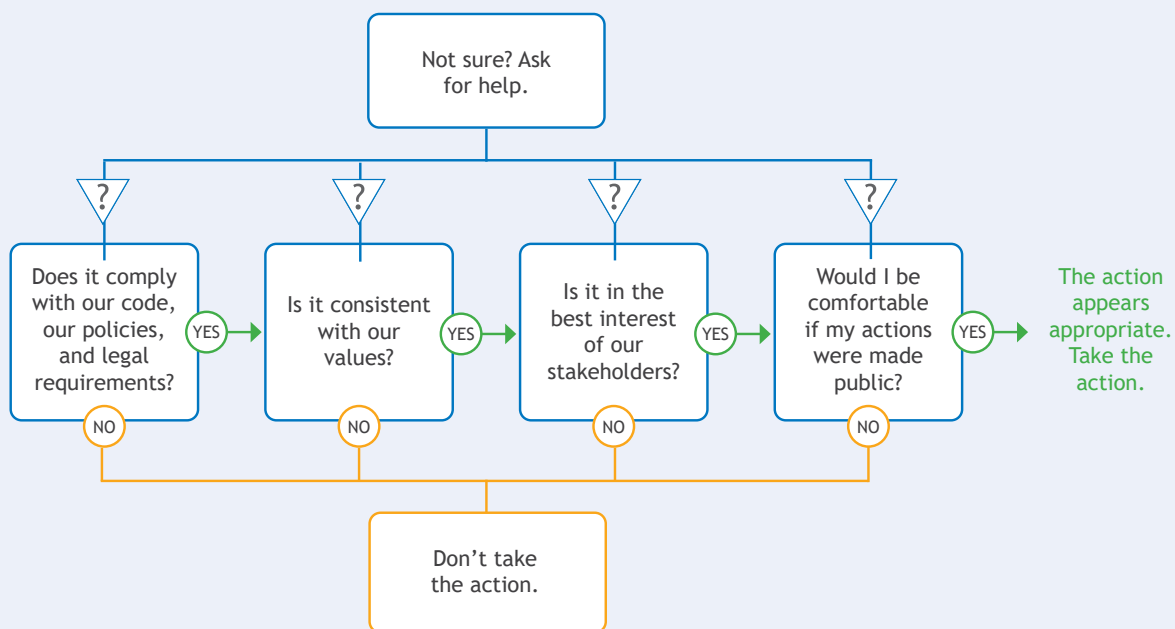 Not sure? Ask
for help.
?
?
?
?
Does it comply
with our code,
our policies,
and legal
requirements?
YES
NO
Is it consistent
with our
values?
YES
NO
Is it in the
best interest
of our
stakeholders?
YES
NO
Would I be
comfortable
if my actions
were made
public?
YES
NO
The action
appears
appropriate.
Take the
action.
Don’t take
the action.